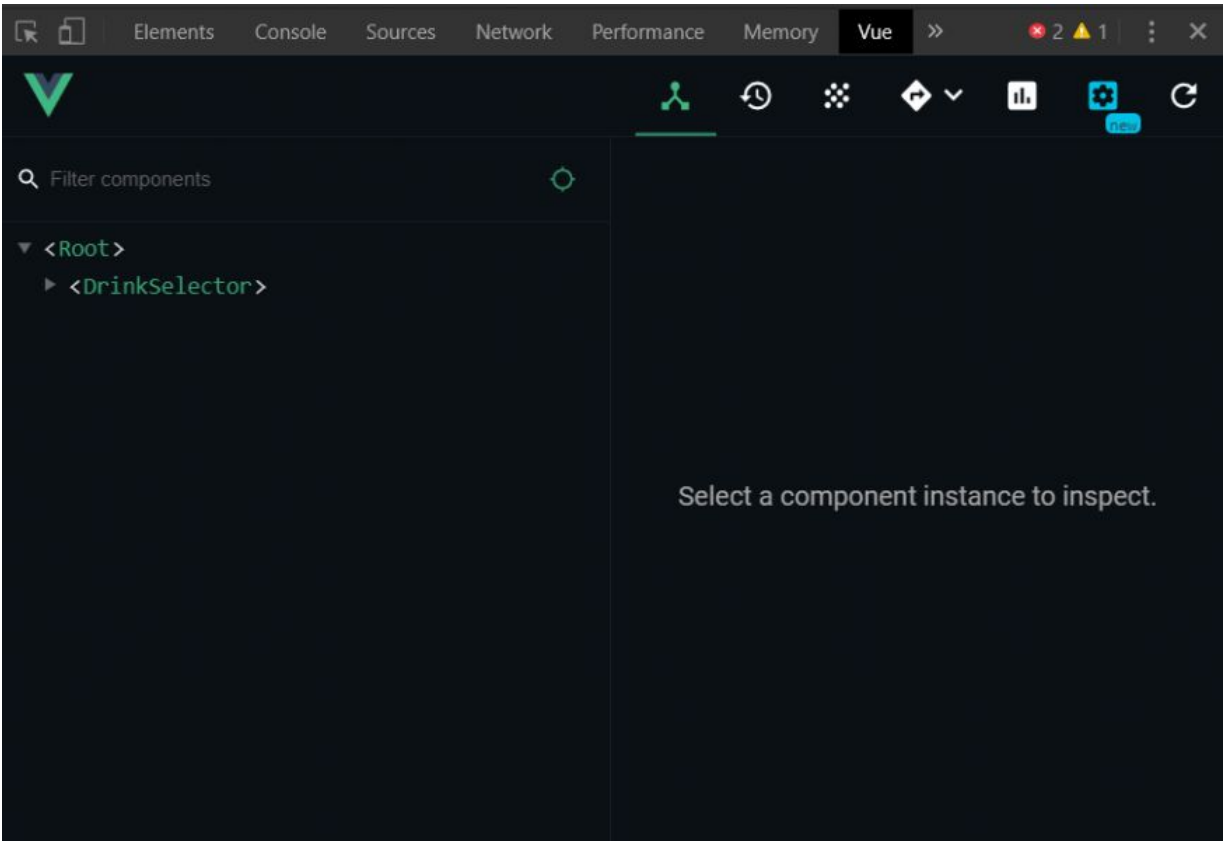 Elements Console Sources Network Performance Memory Vue » 2 1
new
Filter components
<Root>
<DrinkSelector>
Select a component instance to inspect.